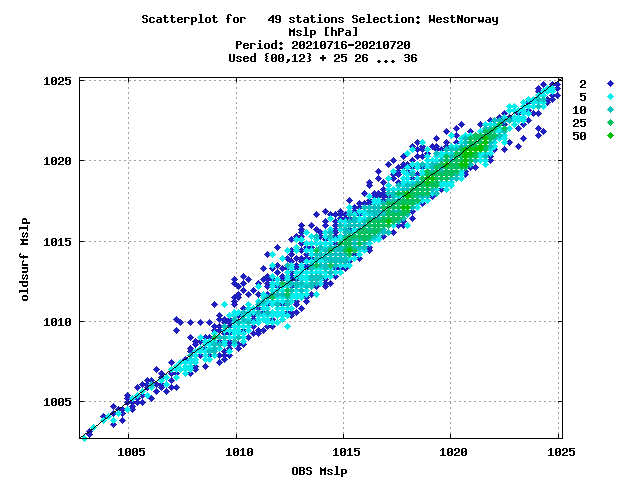 Scatterplot for   49 stations Selection: WestNorway
Mslp [hPa]
Period: 20210716-20210720
Used {00,12} + 25 26 ... 36
1025
1020
1015
1010
1005
oldsurf Mslp
2
5
10
25
50
1005 1010 1015 1020 1025
OBS Mslp